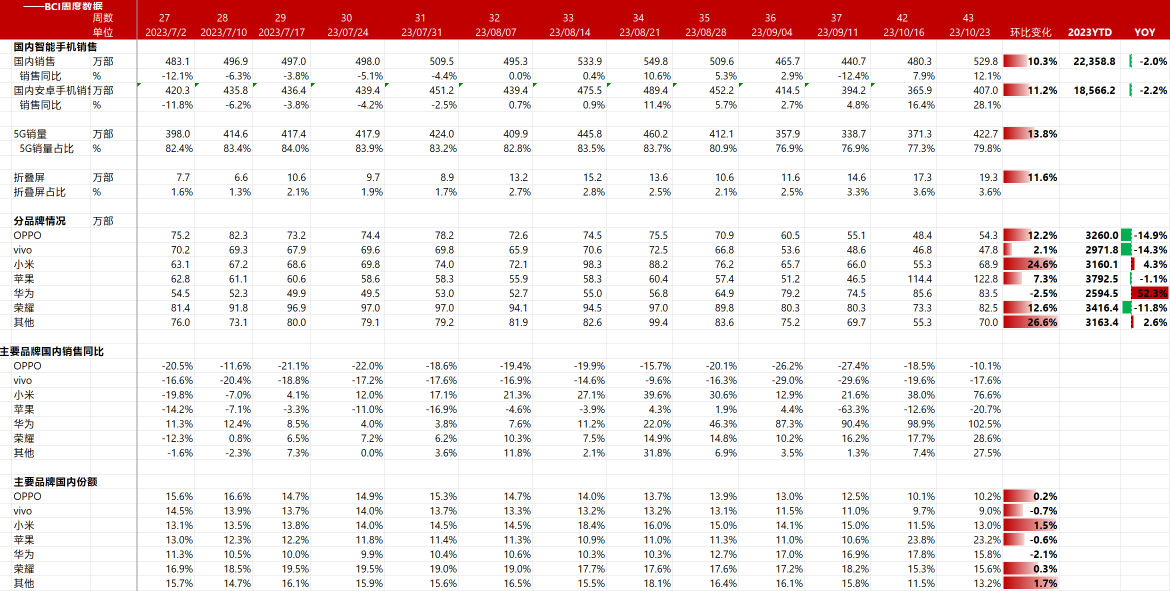 ——BCI周度数据
周数 27 28 29 30 31 32 33 34 35 36 37 42 43
单位 2023/7/2 2023/7/10 2023/7/17 23/07/24 23/07/31 23/08/07 23/08/14 23/08/21 23/08/28 23/09/04 23/09/11 23/10/16 23/10/23 环比变化 2023YTD YOY
国内智能手机销售
国内销售 万部 483.1 496.9 497.0 498.0 509.5 495.3 533.9 549.8 509.6 465.7 440.7 480.3 529.8 10.3% 22,358.8 -2.0%
销售同比 % -12.1% -6.3% -3.8% -5.1% -4.4% 0.0% 0.4% 10.6% 5.3% 2.9% -12.4% 7.9% 12.1%
国内安卓手机销 万部 420.3 435.8 436.4 439.4 451.2 439.4 475.5 489.4 452.2 414.5 394.2 365.9 407.0 11.2% 18,566.2 -2.2%
销售同比 % -11.8% -6.2% -3.8% -4.2% -2.5% 0.7% 0.9% 11.4% 5.7% 2.7% 4.8% 16.4% 28.1%
5G销量 万部 398.0 414.6 417.4 417.9 424.0 409.9 445.8 460.2 412.1 357.9 338.7 371.3 422.7 13.8%
5G销量占比 % 82.4% 83.4% 84.0% 83.9% 83.2% 82.8% 83.5% 83.7% 80.9% 76.9% 76.9% 77.3% 79.8%
折叠屏 万部 7.7 6.6 10.6 9.7 8.9 13.2 15.2 13.6 10.6 11.6 14.6 17.3 19.3 11.6%
折叠屏占比 % 1.6% 1.3% 2.1% 1.9% 1.7% 2.7% 2.8% 2.5% 2.1% 2.5% 3.3% 3.6% 3.6%
分品牌情况 万部
OPPO 75.2 82.3 73.2 74.4 78.2 72.6 74.5 75.5 70.9 60.5 55.1 48.4 54.3 12.2% 3260.0 -14.9%
vivo 70.2 69.3 67.9 69.6 69.8 65.9 70.6 72.5 66.8 53.6 48.6 46.8 47.8 2.1% 2971.8 -14.3%
小米 63.1 67.2 68.6 69.8 74.0 72.1 98.3 88.2 76.2 65.7 66.0 55.3 68.9 24.6% 3160.1 4.3%
苹果 62.8 61.1 60.6 58.6 58.3 55.9 58.3 60.4 57.4 51.2 46.5 114.4 122.8 7.3% 3792.5 -1.1%
华为 54.5 52.3 49.9 49.5 53.0 52.7 55.0 56.8 64.9 79.2 74.5 85.6 83.5 -2.5% 2594.5 52.3%
荣耀 81.4 91.8 96.9 97.0 97.0 94.1 94.5 97.0 89.8 80.3 80.4 73.3 82.5 12.6% 3416.4 -11.8%
其他 76.0 73.1 80.0 79.1 79.2 81.9 82.6 99.4 83.6 75.2 69.7 55.3 70.0 26.6% 3163.4 2.6%
主要品牌国内销售同比
OPPO -20.5% -11.6% -21.1% -22.0% -18.6% -19.4% -19.9% -15.7% -20.1% -26.2% -27.4% -18.5% -10.1%
vivo -16.6% -20.4% -18.8% -17.2% -17.6% -16.9% -14.6% -9.6% -16.3% -29.0% -29.6% -19.6% -17.6%
小米 -19.8% -7.0% 4.1% 12.0% 17.1% 21.3% 27.1% 39.6% 30.6% 12.9% 21.6% 38.0% 76.6%
苹果 -14.2% -7.1% -3.3% -11.0% -16.9% -4.6% -3.9% 4.3% 1.9% 4.4% -63.3% -12.6% -20.7%
华为 11.3% 12.4% 8.5% 4.0% 3.8% 7.6% 11.2% 22.0% 46.3% 87.3% 90.4% 98.9% 102.5%
荣耀 -12.3% 0.8% 6.5% 7.2% 6.2% 10.3% 7.5% 14.9% 14.8% 10.2% 16.2% 17.7% 28.6%
其他 -1.6% -2.3% 7.3% 0.0% 3.6% 11.8% 2.1% 31.8% 6.9% 3.5% 1.3% 7.4% 27.5%
主要品牌国内份额
OPPO 15.6% 16.6% 14.7% 14.9% 15.3% 14.7% 14.0% 13.7% 13.9% 13.0% 12.5% 10.1% 10.2% 0.2%
vivo 14.5% 13.9% 13.7% 14.0% 13.7% 13.3% 13.2% 13.2% 13.1% 11.5% 11.0% 9.7% 9.0% -0.7%
小米 13.1% 13.5% 13.8% 14.0% 14.5% 14.5% 18.4% 16.0% 15.0% 14.1% 15.0% 11.5% 13.0% 1.5%
苹果 13.0% 12.3% 12.2% 11.8% 11.4% 11.3% 10.9% 11.0% 11.3% 11.0% 10.6% 23.8% 23.2% -0.6%
华为 11.3% 10.5% 10.0% 9.9% 10.4% 10.6% 10.3% 10.3% 12.7% 17.0% 16.9% 17.8% 15.8% -2.1%
荣耀 16.9% 18.5% 19.5% 19.5% 19.0% 19.0% 17.7% 17.6% 17.6% 17.2% 18.2% 15.3% 15.6% 0.3%
其他 15.7% 14.7% 16.1% 15.9% 15.6% 16.5% 15.5% 18.1% 16.4% 16.1% 15.8% 11.5% 13.2% 1.7%